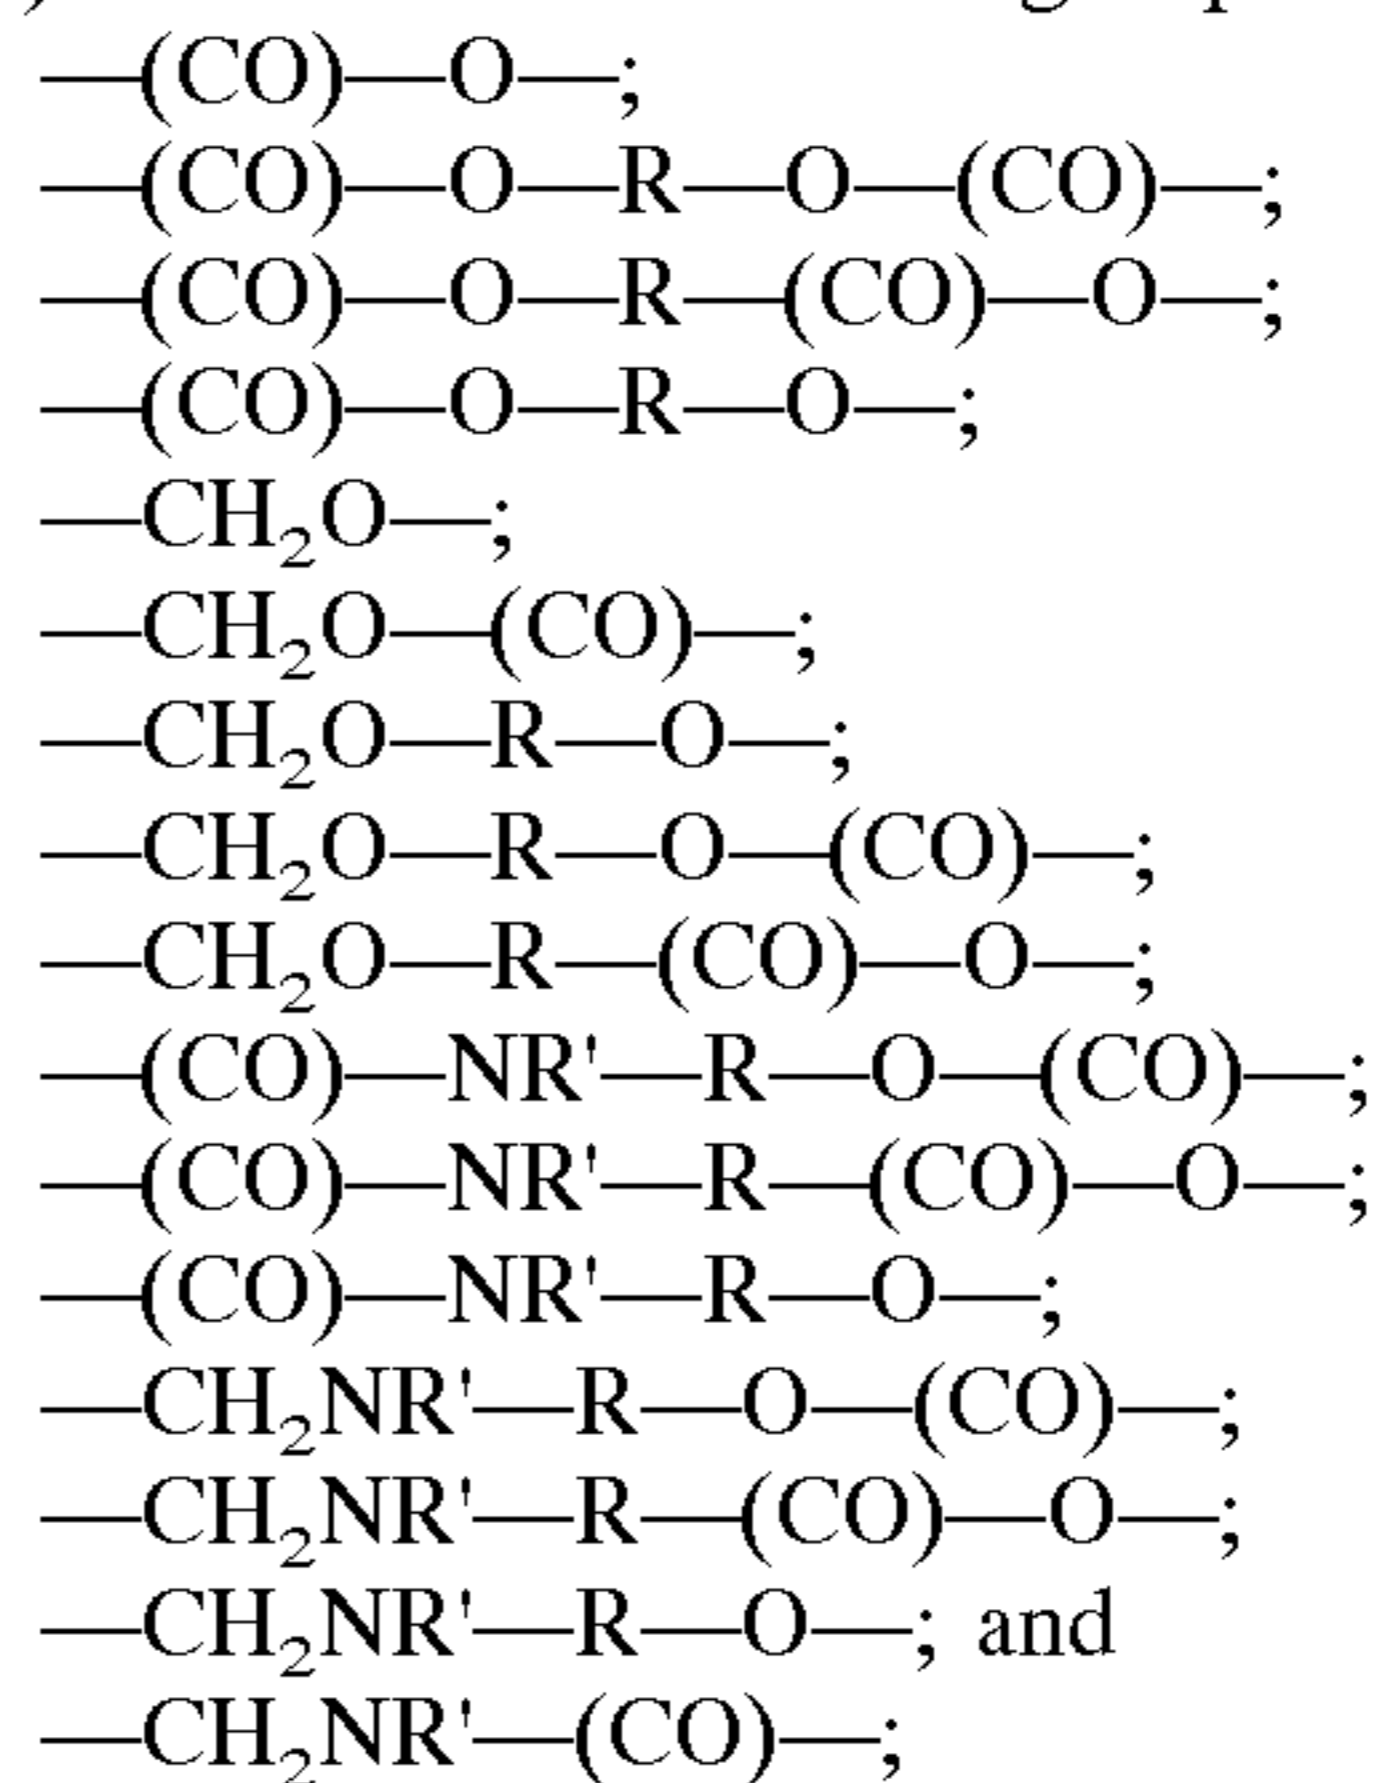 —(CO)—O—;
—(CO)—O—R—O—(CO)—;
—(CO)—O—R—(CO)—O—;
—(CO)—O—R—O—;
—CH₂O—;
—CH₂O—(CO)—;
—CH₂O—R—O—;
—CH₂O—R—O—(CO)—;
—CH₂O—R—(CO)—O—;
—(CO)—NR'—R—O—(CO)—;
—(CO)—NR'—R—(CO)—O—;
—(CO)—NR'—R—O—;
—CH₂NR'—R—O—(CO)—;
—CH₂NR'—R—(CO)—O—;
—CH₂NR'—R—O—; and
—CH₂NR'—(CO)—;